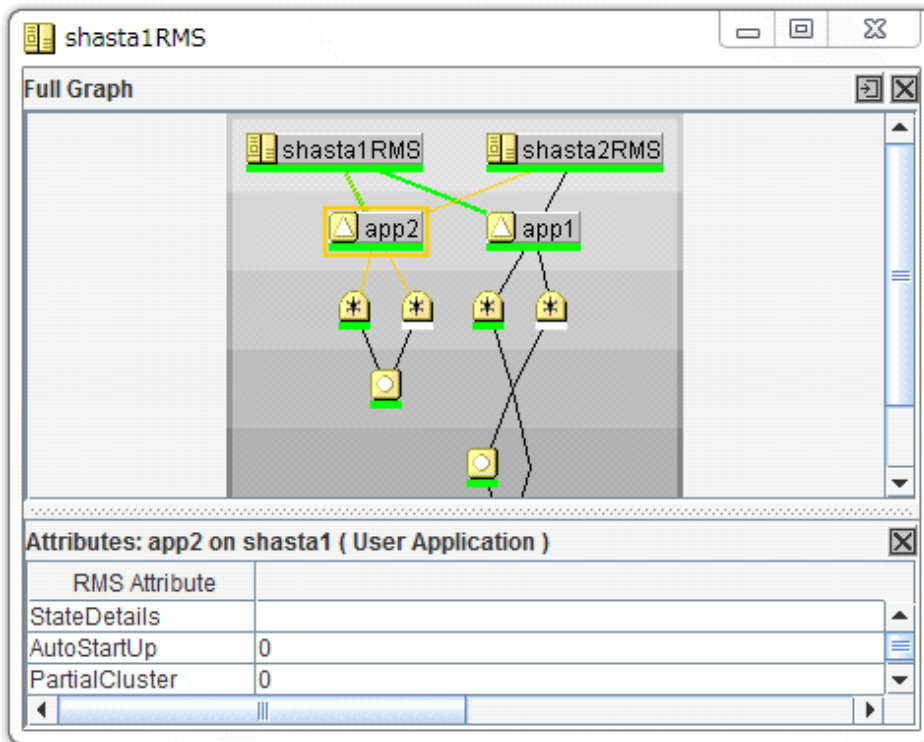 shasta1RMS
Full Graph
shasta1RMS shasta2RMS
app2 app1
Attributes: app2 on shasta1 ( User Application )
RMS Attribute
StateDetails
AutoStartUp 0
PartialCluster 0